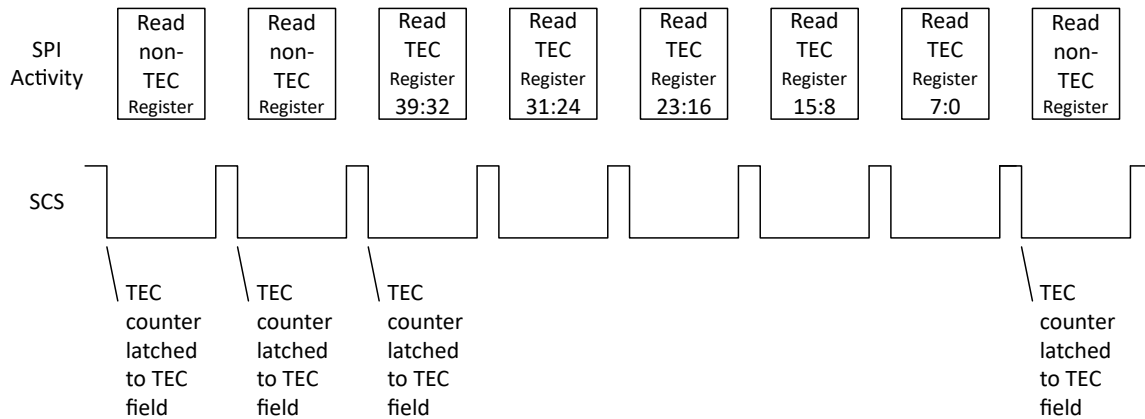 SPI
Activity
Read
non-
TEC
Register
Read
non-
TEC
Register
Read
TEC
Register
39:32
Read
TEC
Register
31:24
Read
TEC
Register
23:16
Read
TEC
Register
15:8
Read
TEC
Register
7:0
Read
non-
TEC
Register
SCS
TEC
counter
latched
to TEC
field
TEC
counter
latched
to TEC
field
TEC
counter
latched
to TEC
field
TEC
counter
latched
to TEC
field